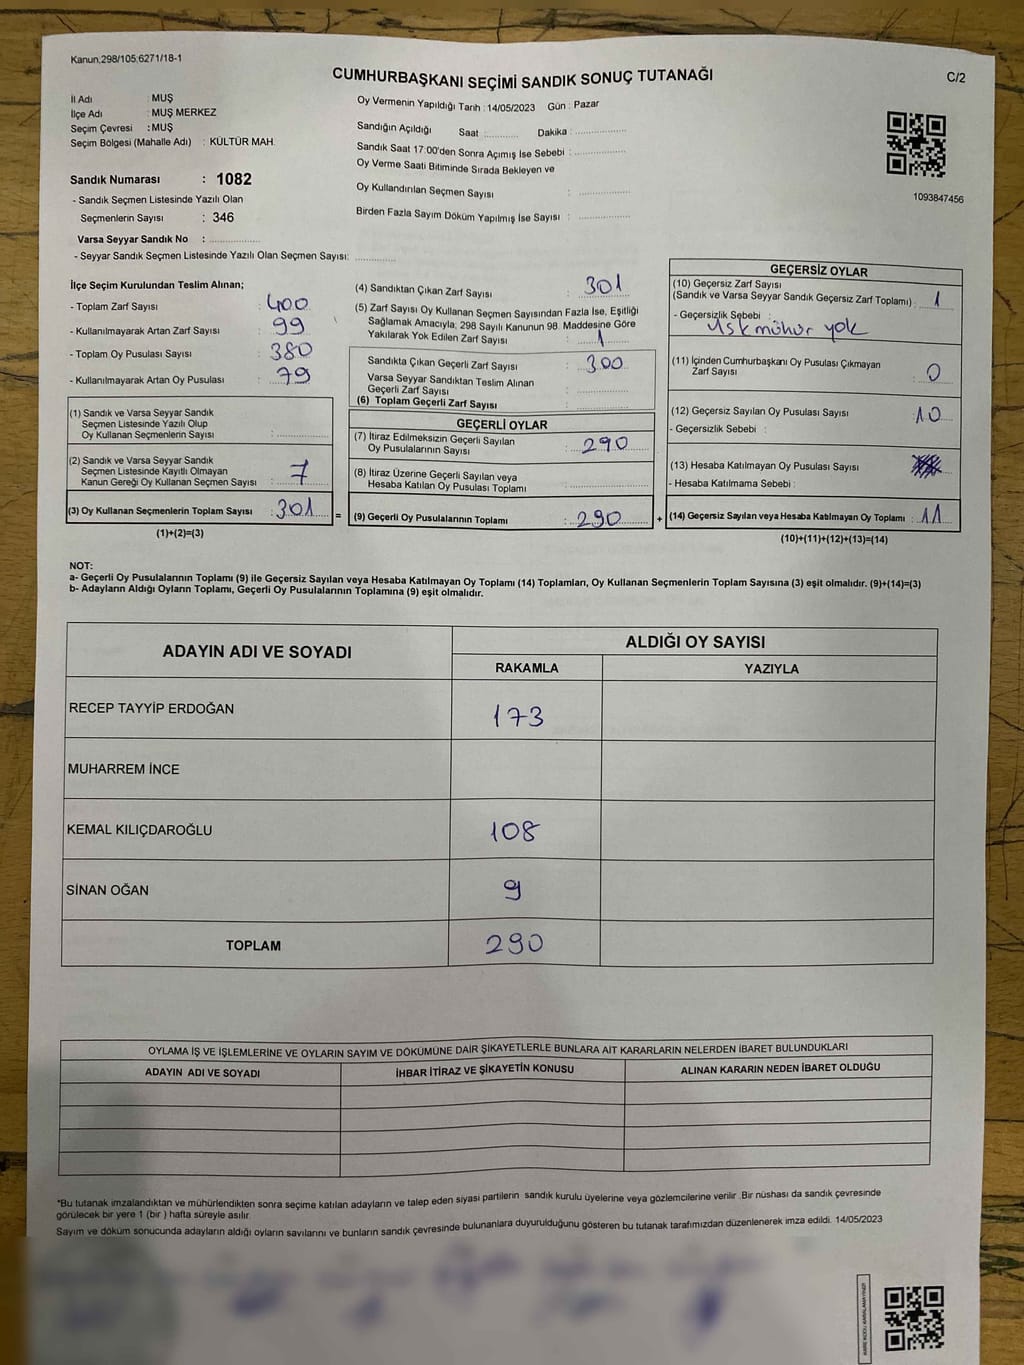 Kanun;298/105;6271/18-1
CUMHURBAŞKANI SEÇİMİ SANDIK SONUÇ TUTANAĞI
C/2
İl Adı : MUŞ
İlçe Adı : MUŞ MERKEZ
Seçim Çevresi : MUŞ
Seçim Bölgesi (Mahalle Adı) : KÜLTÜR MAH.
Sandık Numarası : 1082
- Sandık Seçmen Listesinde Yazılı Olan
Seçmenlerin Sayısı : 346
Varsa Seyyar Sandık No : ...............
- Seyyar Sandık Seçmen Listesinde Yazılı Olan Seçmen Sayısı: ............
Oy Vermenin Yapıldığı Tarih : 14/05/2023 Gün : Pazar
Sandığın Açıldığı Saat ........... Dakika : ...............
Sandık Saat 17:00'den Sonra Açımış İse Sebebi : ...............
Oy Verme Saati Bitiminde Sırada Bekleyen ve
Oy Kullandırılan Seçmen Sayısı : ...............
Birden Fazla Sayım Döküm Yapılmış İse Sayısı : ...............
1093847456
İlçe Seçim Kurulundan Teslim Alınan;
- Toplam Zarf Sayısı : 400
- Kullanılmayarak Artan Zarf Sayısı : 99
- Toplam Oy Pusulası Sayısı : 380
- Kullanılmayarak Artan Oy Pusulası : 79
(1) Sandık ve Varsa Seyyar Sandık
Seçmen Listesinde Yazılı Olup
Oy Kullanan Seçmenlerin Sayısı : ...............
(2) Sandık ve Varsa Seyyar Sandık
Seçmen Listesinde Kayıtlı Olmayan
Kanun Gereği Oy Kullanan Seçmen Sayısı : 7
(3) Oy Kullanan Seçmenlerin Toplam Sayısı : 301
(1)+(2)=(3)
=
(4) Sandıktan Çıkan Zarf Sayısı : 301
(5) Zarf Sayısı Oy Kullanan Seçmen Sayısından Fazla İse, Eşitliği
Sağlamak Amacıyla; 298 Sayılı Kanunun 98. Maddesine Göre
Yakılarak Yok Edilen Zarf Sayısı : 1
Sandıkta Çıkan Geçerli Zarf Sayısı : 300
Varsa Seyyar Sandıktan Teslim Alınan
Geçerli Zarf Sayısı : ...............
(6) Toplam Geçerli Zarf Sayısı : ...............
GEÇERLİ OYLAR
(7) İtiraz Edilmeksizin Geçerli Sayılan
Oy Pusulalarının Sayısı : 290
(8) İtiraz Üzerine Geçerli Sayılan veya
Hesaba Katılan Oy Pusulası Toplamı : ...............
(9) Geçerli Oy Pusulalarının Toplamı : 290
+
GEÇERSİZ OYLAR
(10) Geçersiz Zarf Sayısı
(Sandık ve Varsa Seyyar Sandık Geçersiz Zarf Toplamı) : 1
- Geçersizlik Sebebi :
(11) İçinden Cumhurbaşkanı Oy Pusulası Çıkmayan
Zarf Sayısı : 0
(12) Geçersiz Sayılan Oy Pusulası Sayısı : 10
- Geçersizlik Sebebi :
(13) Hesaba Katılmayan Oy Pusulası Sayısı
- Hesaba Katılmama Sebebi :
(14) Geçersiz Sayılan veya Hesaba Katılmayan Oy Toplamı : 11
(10)+(11)+(12)+(13)=(14)
NOT:
a- Geçerli Oy Pusulalarının Toplamı (9) ile Geçersiz Sayılan veya Hesaba Katılmayan Oy Toplamı (14) Toplamları, Oy Kullanan Seçmenlerin Toplam Sayısına (3) eşit olmalıdır. (9)+(14)=(3)
b- Adayların Aldığı Oyların Toplamı, Geçerli Oy Pusulalarının Toplamına (9) eşit olmalıdır.
ADAYIN ADI VE SOYADI
ALDIĞI OY SAYISI
RAKAMLA
YAZIYLA
RECEP TAYYİP ERDOĞAN 173
MUHARREM İNCE
KEMAL KILIÇDAROĞLU 108
SİNAN OĞAN 9
TOPLAM 290
OYLAMA İŞ VE İŞLEMLERİNE VE OYLARIN SAYIM VE DÖKÜMÜNE DAİR ŞİKAYETLERLE BUNLARA AİT KARARLARIN NELERDEN İBARET BULUNDUKLARI
ADAYIN ADI VE SOYADI
İHBAR İTİRAZ VE ŞİKAYETİN KONUSU
ALINAN KARARIN NEDEN İBARET OLDUĞU
*Bu tutanak imzalandıktan ve mühürlendikten sonra seçime katılan adayların ve talep eden siyasi partilerin sandık kurulu üyelerine veya gözlemcilerine verilir. Bir nüshası da sandık çevresinde
görülecek bir yere 1 (bir ) hafta süreyle asılır.
Sayım ve döküm sonucunda adayların aldığı oyların sayılarını ve bunların sandık çevresinde bulunanlara duyurulduğunu gösteren bu tutanak tarafımızdan düzenlenerek imza edildi. 14/05/2023